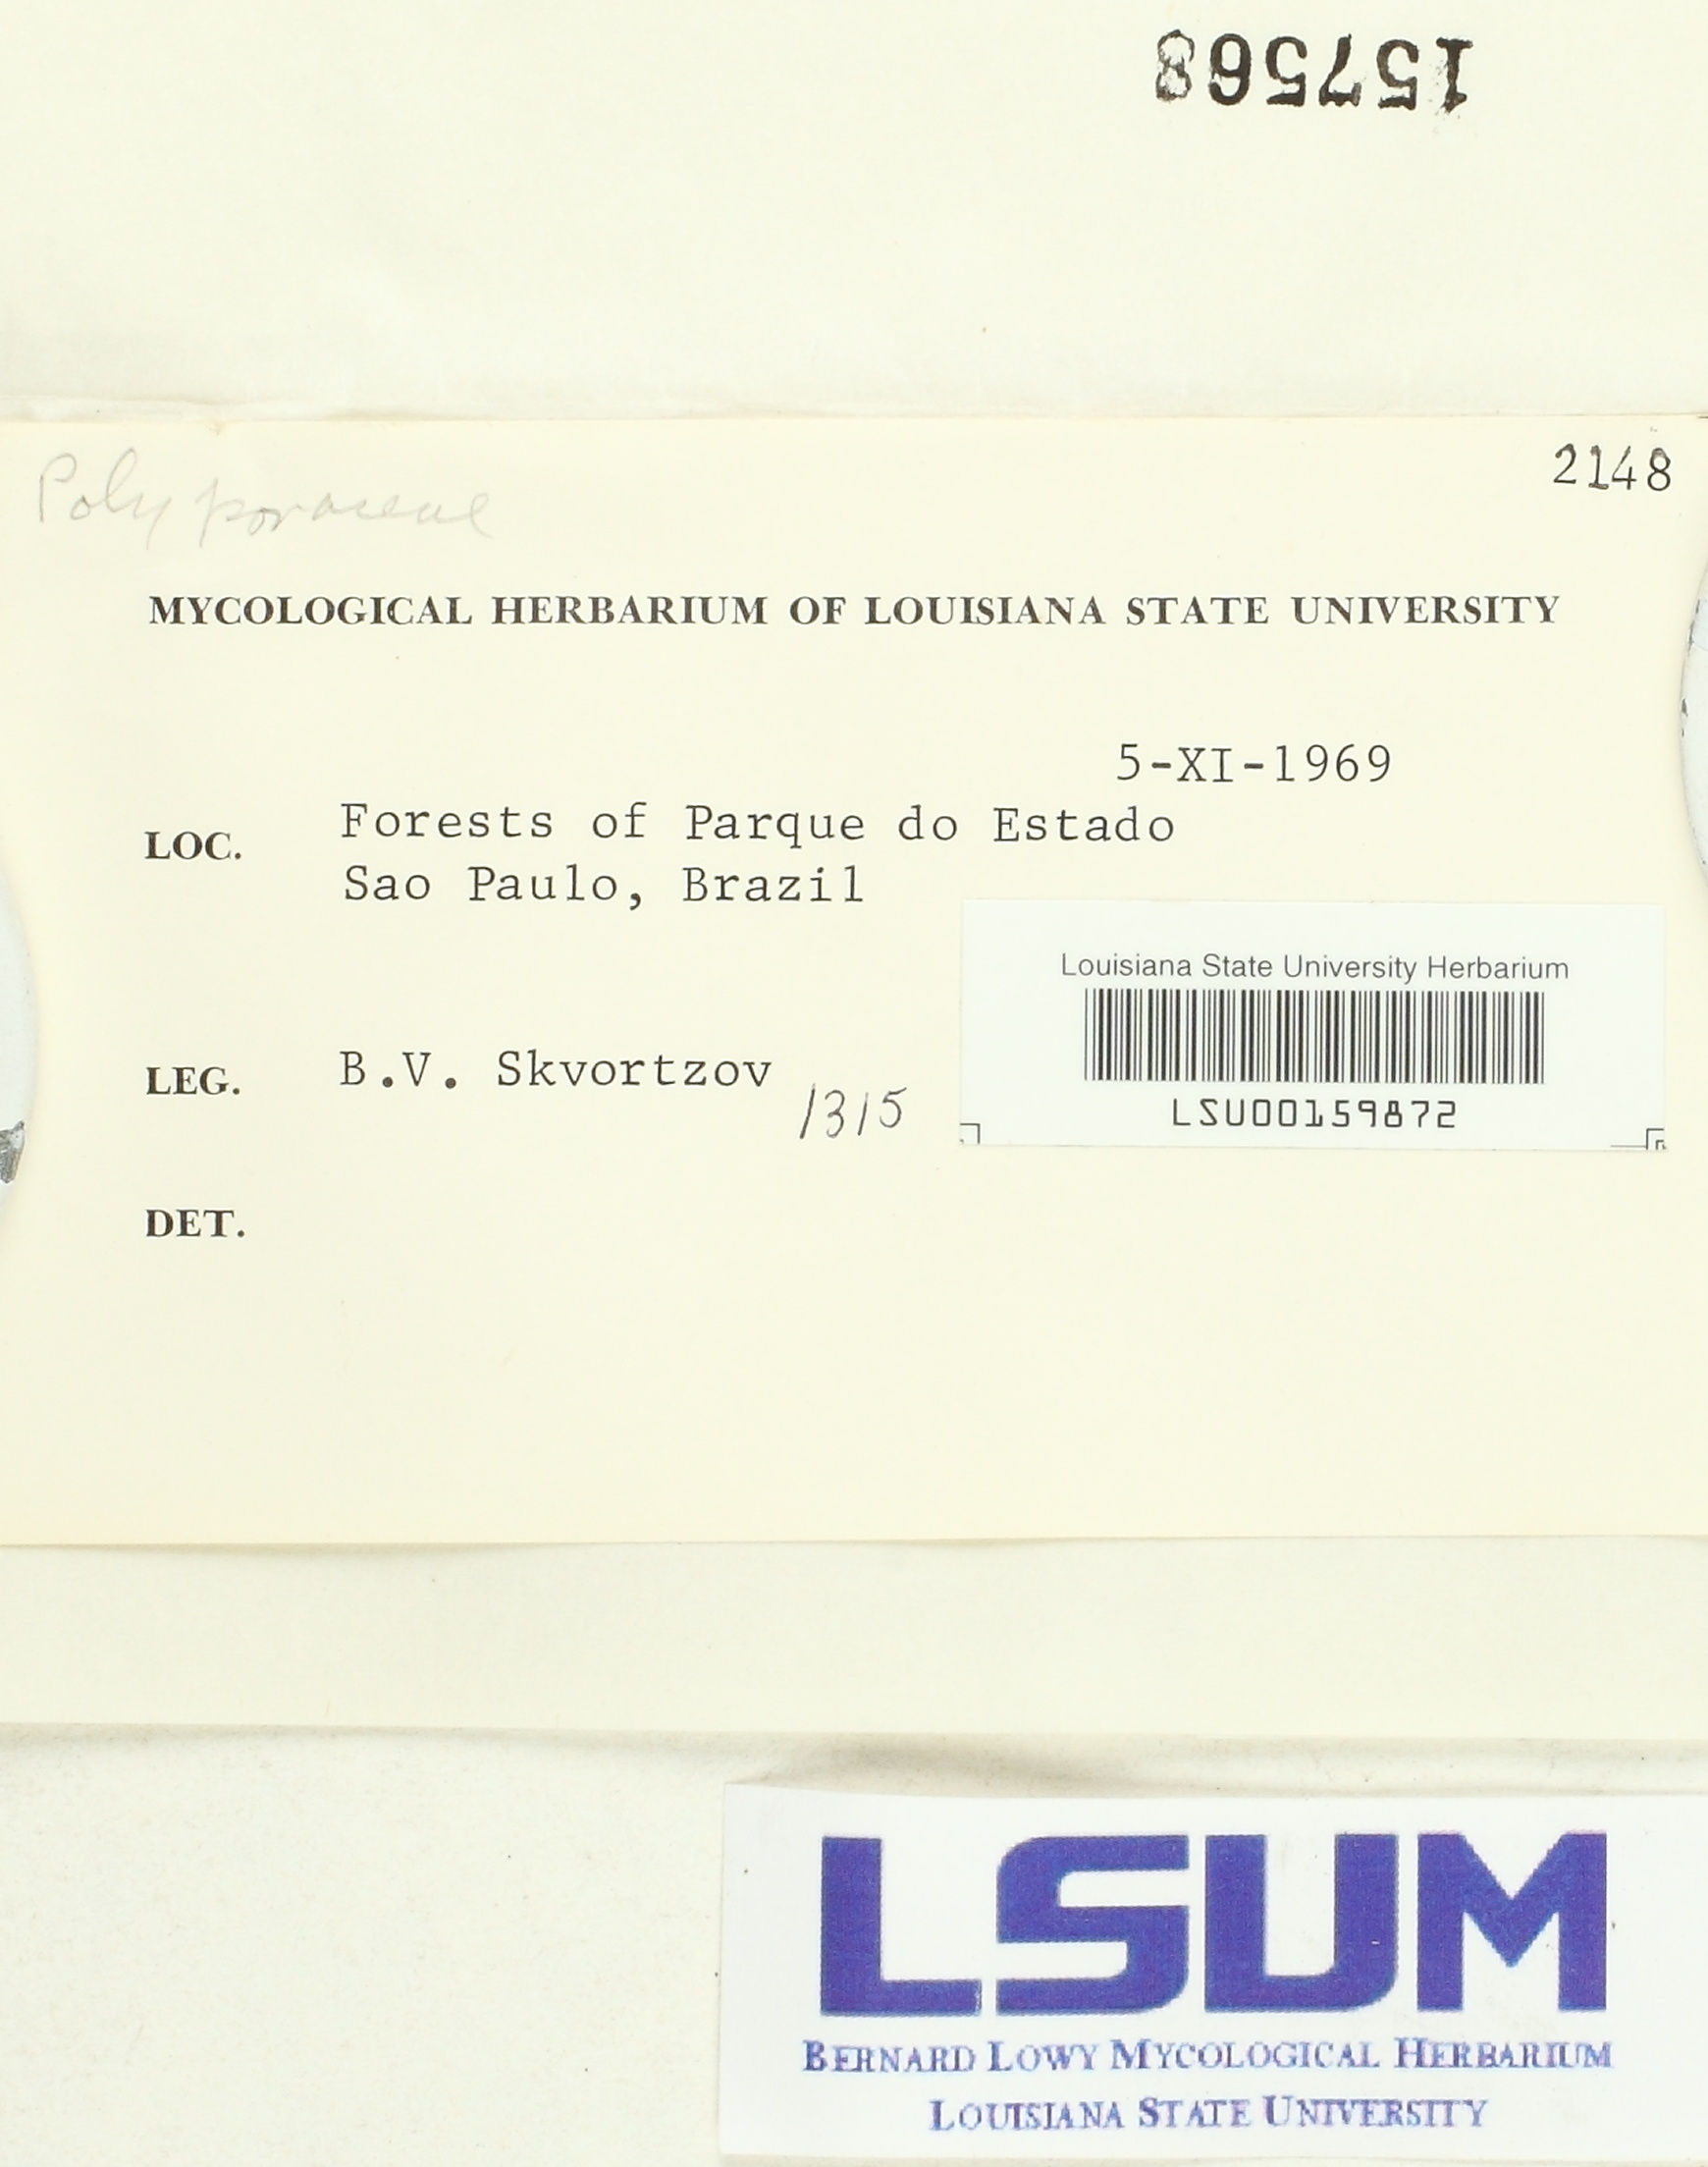 157568
Polyporaceae
2148
MYCOLOGICAL HERBARIUM OF LOUISIANA STATE UNIVERSITY
5-XI-1969
LOC. Forests of Parque do Estado
Sao Paulo, Brazil
Louisiana State University Herbarium
LSU00159872
LEG. B.V. Skvortzov 1315
DET.
LSUM
BERNARD LOWY MYCOLOGICAL HERBARIUM
LOUISIANA STATE UNIVERSITY